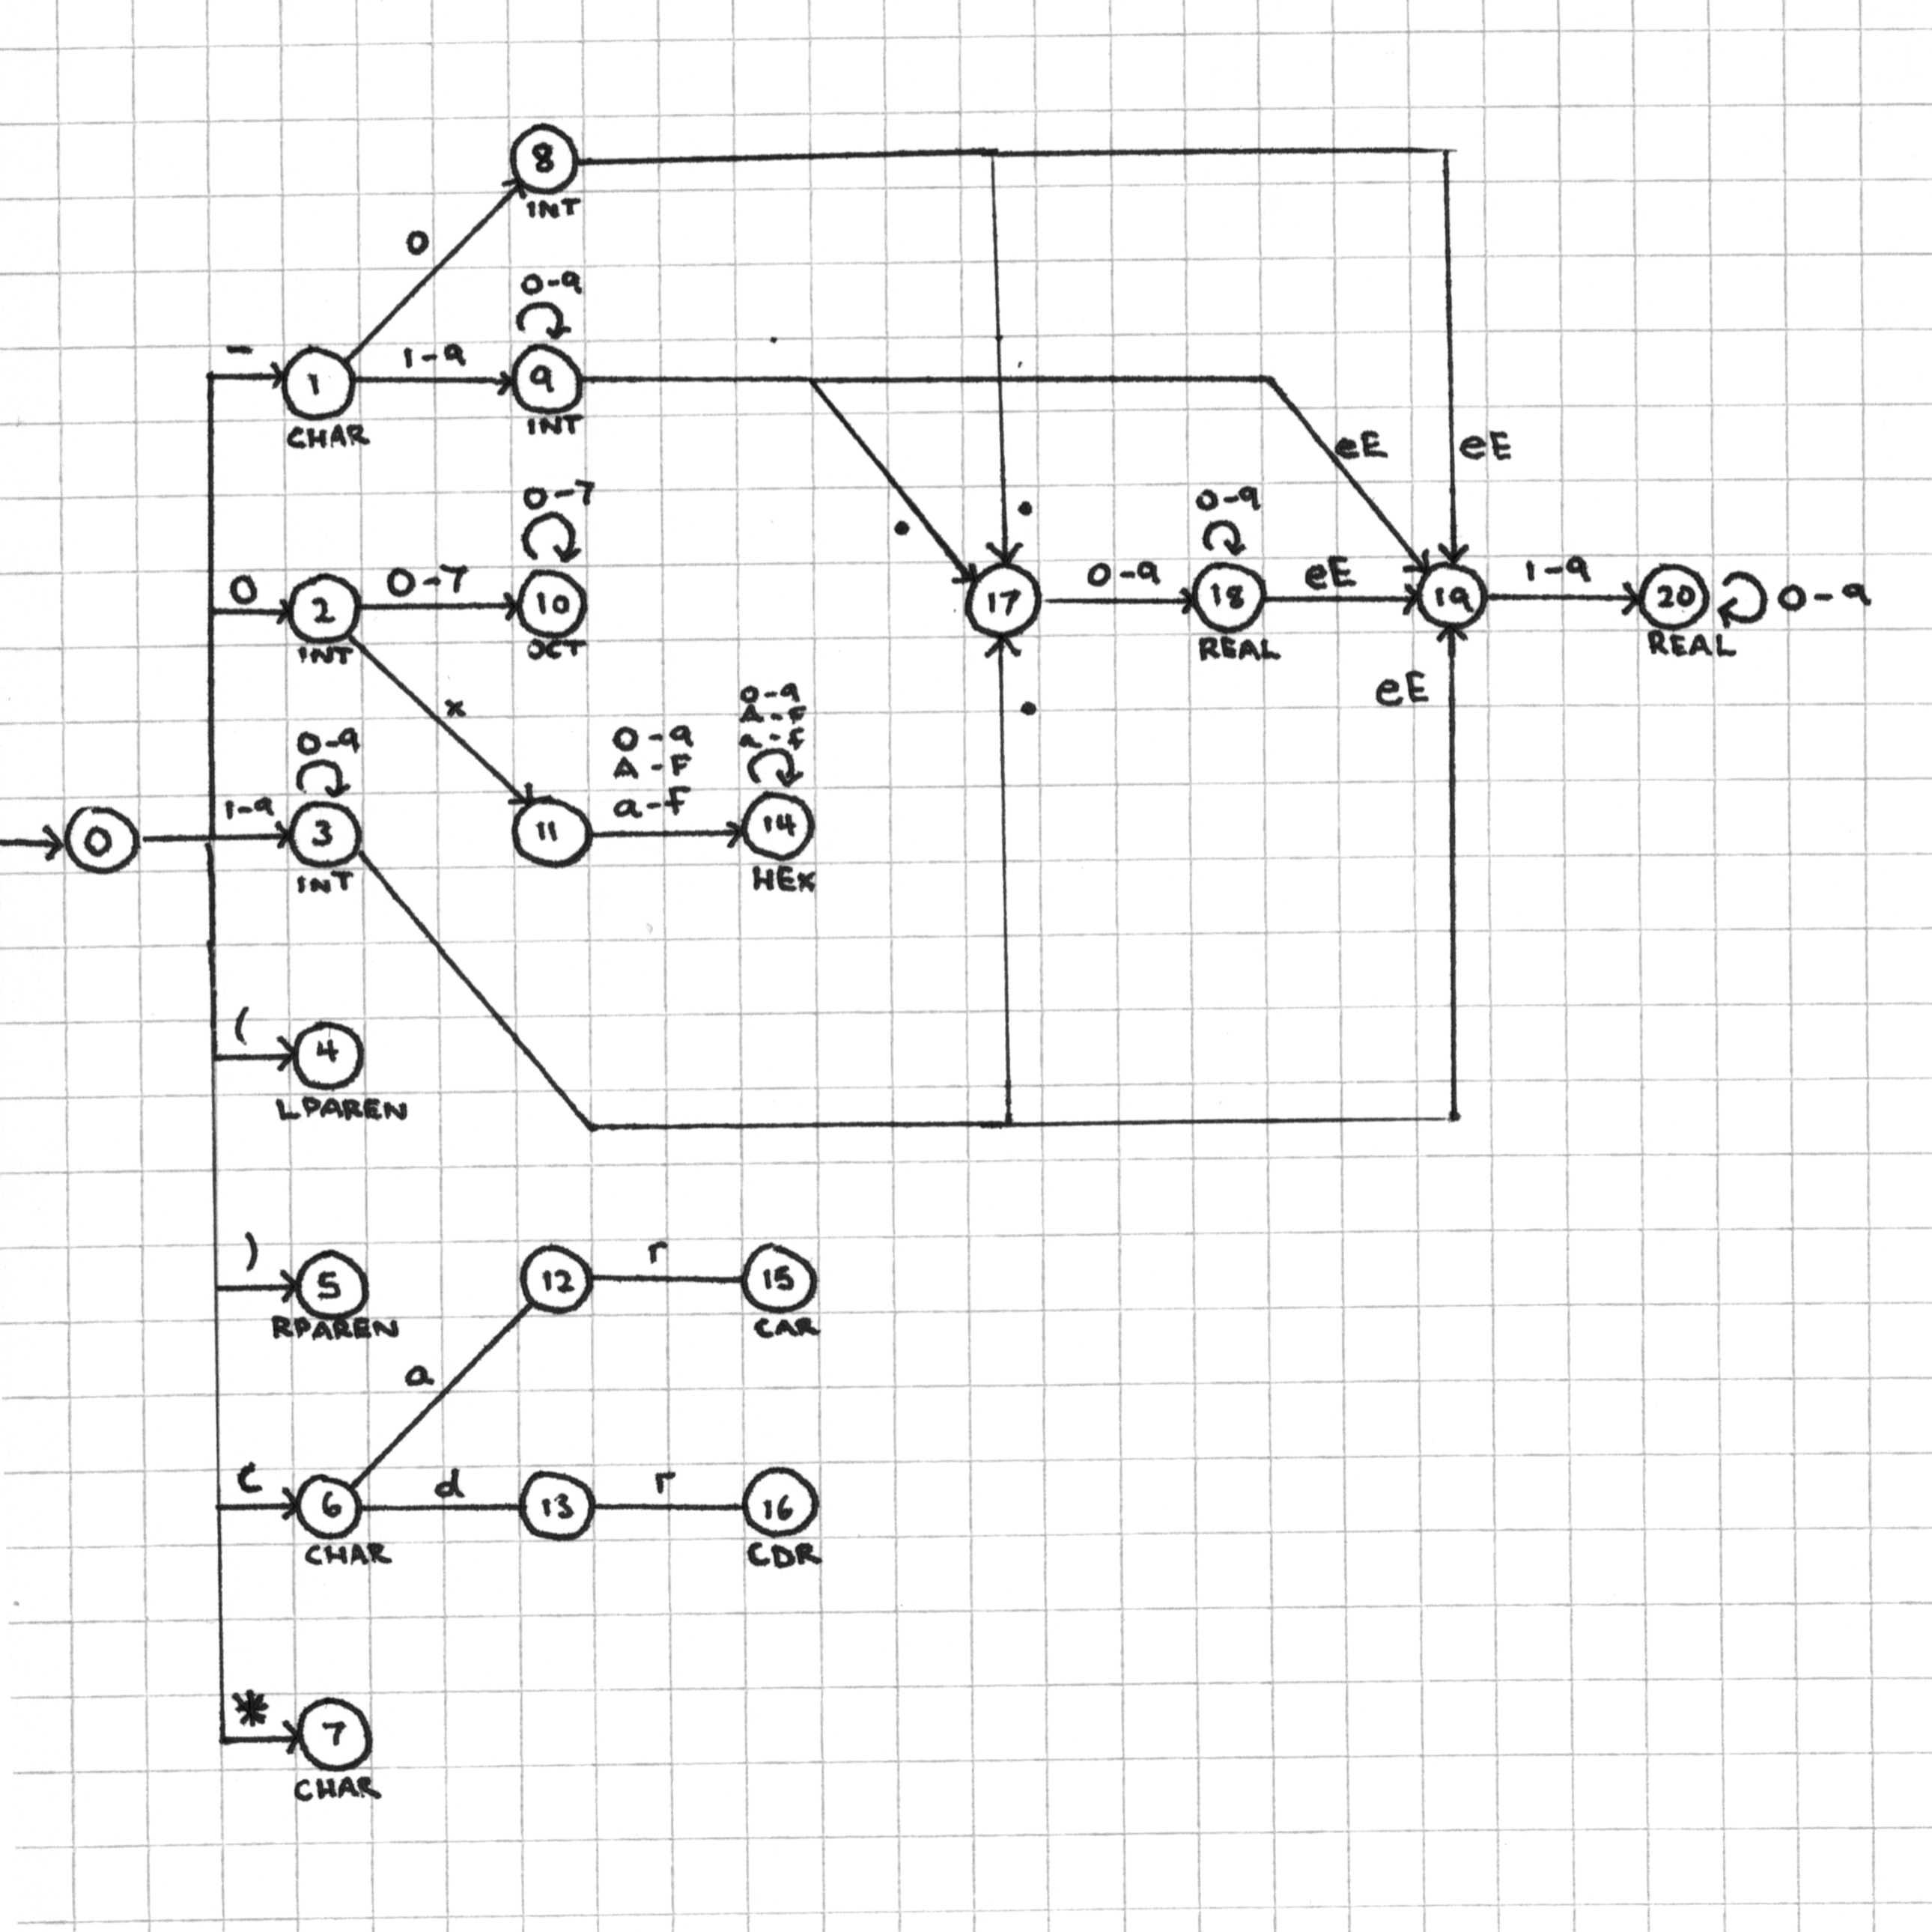 8
INT
0
0-9
- 1-9
1 9
CHAR INT
eE eE
0-7 0-9
0 0-7 . .
2 10 17 0-9 18 eE 19 1-9 20 0-9
INT OCT REAL REAL
x eE
.
0-9
A-F
a-f
0-9 0-9
A-F
a-f
1-9
0 3 11 14
INT HEX
(
4
LPAREN
)
5 12 r 15
RPAREN CAR
a
c d r
6 13 16
CHAR CDR
*
7
CHAR